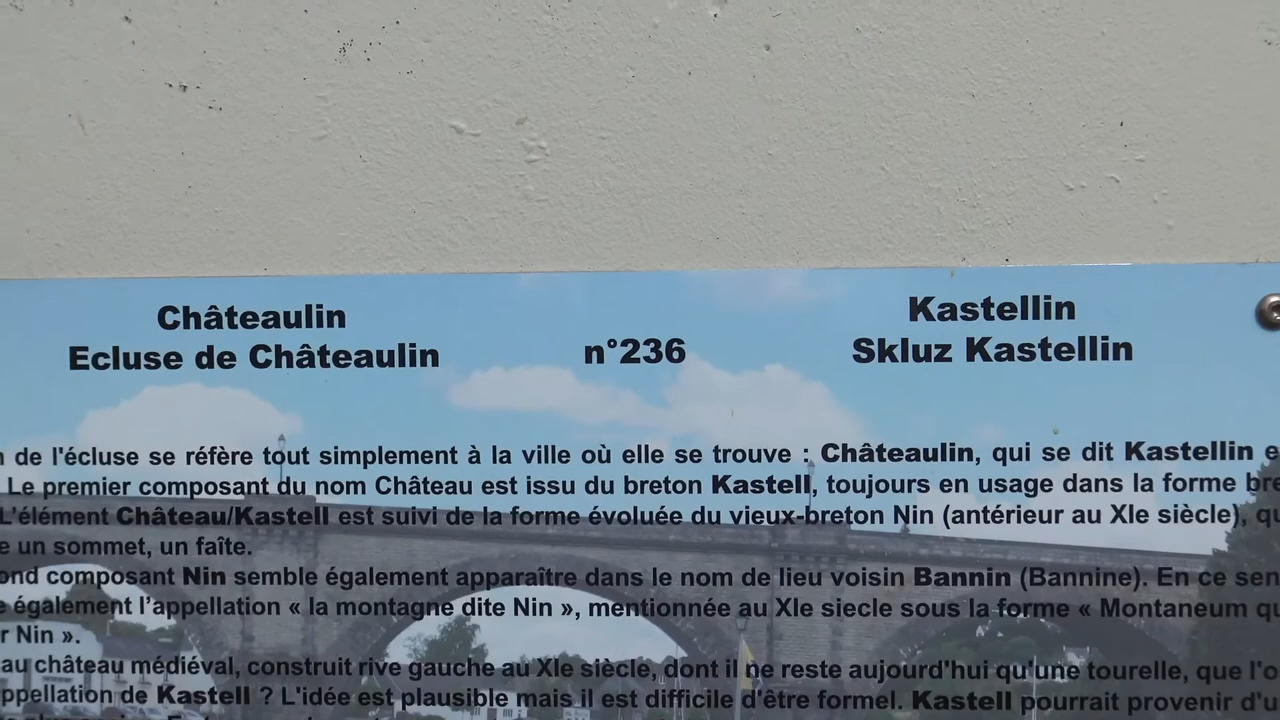 Châteaulin
Ecluse de Châteaulin
n°236
Kastellin
Skluz Kastellin
de l'écluse se réfère tout simplement à la ville où elle se trouve : Châteaulin, qui se dit Kastellin
Le premier composant du nom Château est issu du breton Kastell, toujours en usage dans la forme
L'élément Château/Kastell est suivi de la forme évoluée du vieux-breton Nin (antérieur au XIe siècle),
un sommet, un faîte.
composant Nin semble également apparaître dans le nom de lieu voisin Bannin (Bannine). En ce
également l'appellation « la montagne dite Nin », mentionnée au XIe siecle sous la forme « Montaneum
Nin ».
au château médiéval, construit rive gauche au XIe siècle, dont il ne reste aujourd'hui qu'une tourelle, que
de Kastell ? L'idée est plausible mais il est difficile d'être formel. Kastell pourrait provenir